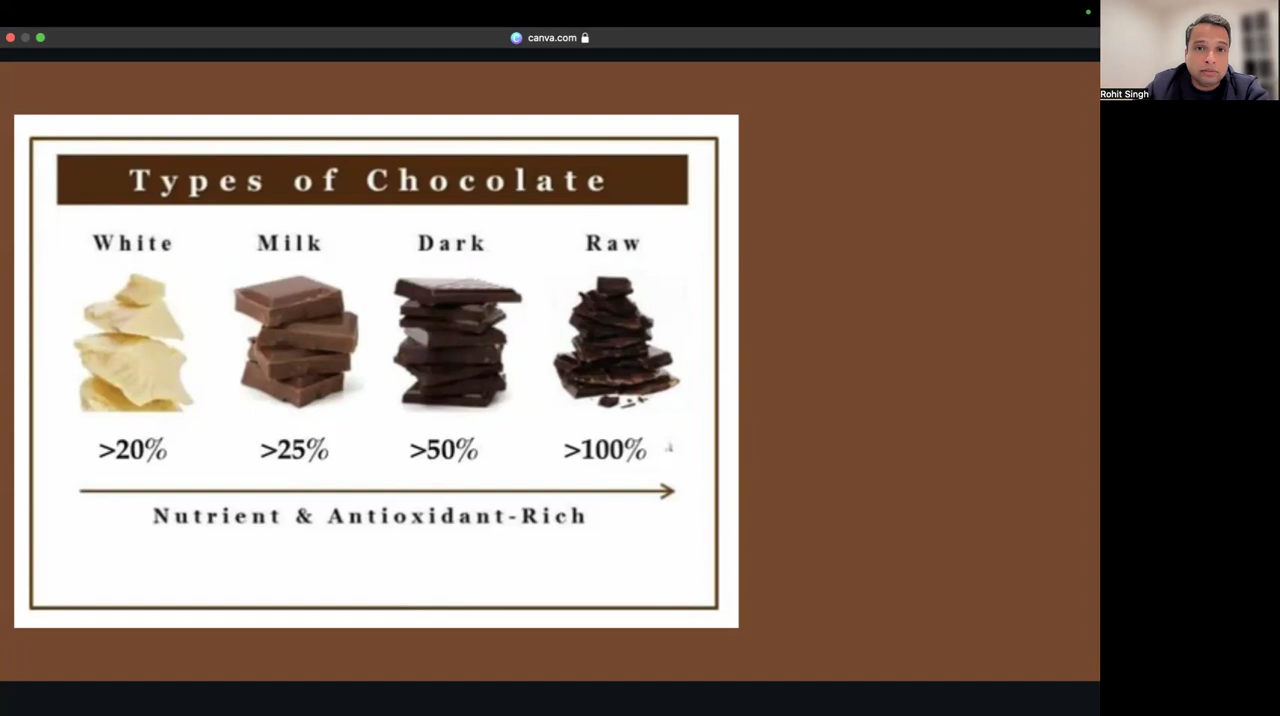 canva.com
Rohit Singh
Types of Chocolate
White Milk Dark Raw
>20% >25% >50% >100%
Nutrient & Antioxidant-Rich